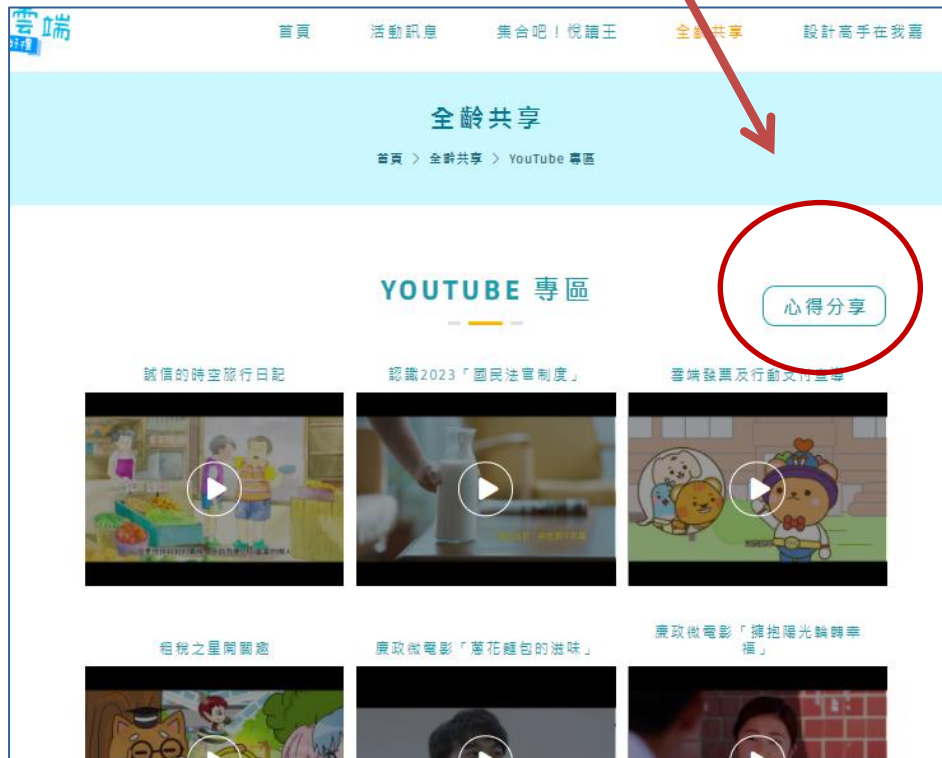 雲端
好禮
首頁
活動訊息
集合吧！悅讀王
全齡共享
設計高手在我嘉
全齡共享
首頁 〉 全齡共享 〉 YouTube 專區
YOUTUBE 專區
心得分享
誠信的時空旅行日記
認識2023「國民法官制度」
雲端發票及行動支付宣導
租稅之星闖關趣
廉政微電影「蔥花麵包的滋味」
廉政微電影「擁抱陽光輪轉幸
福」